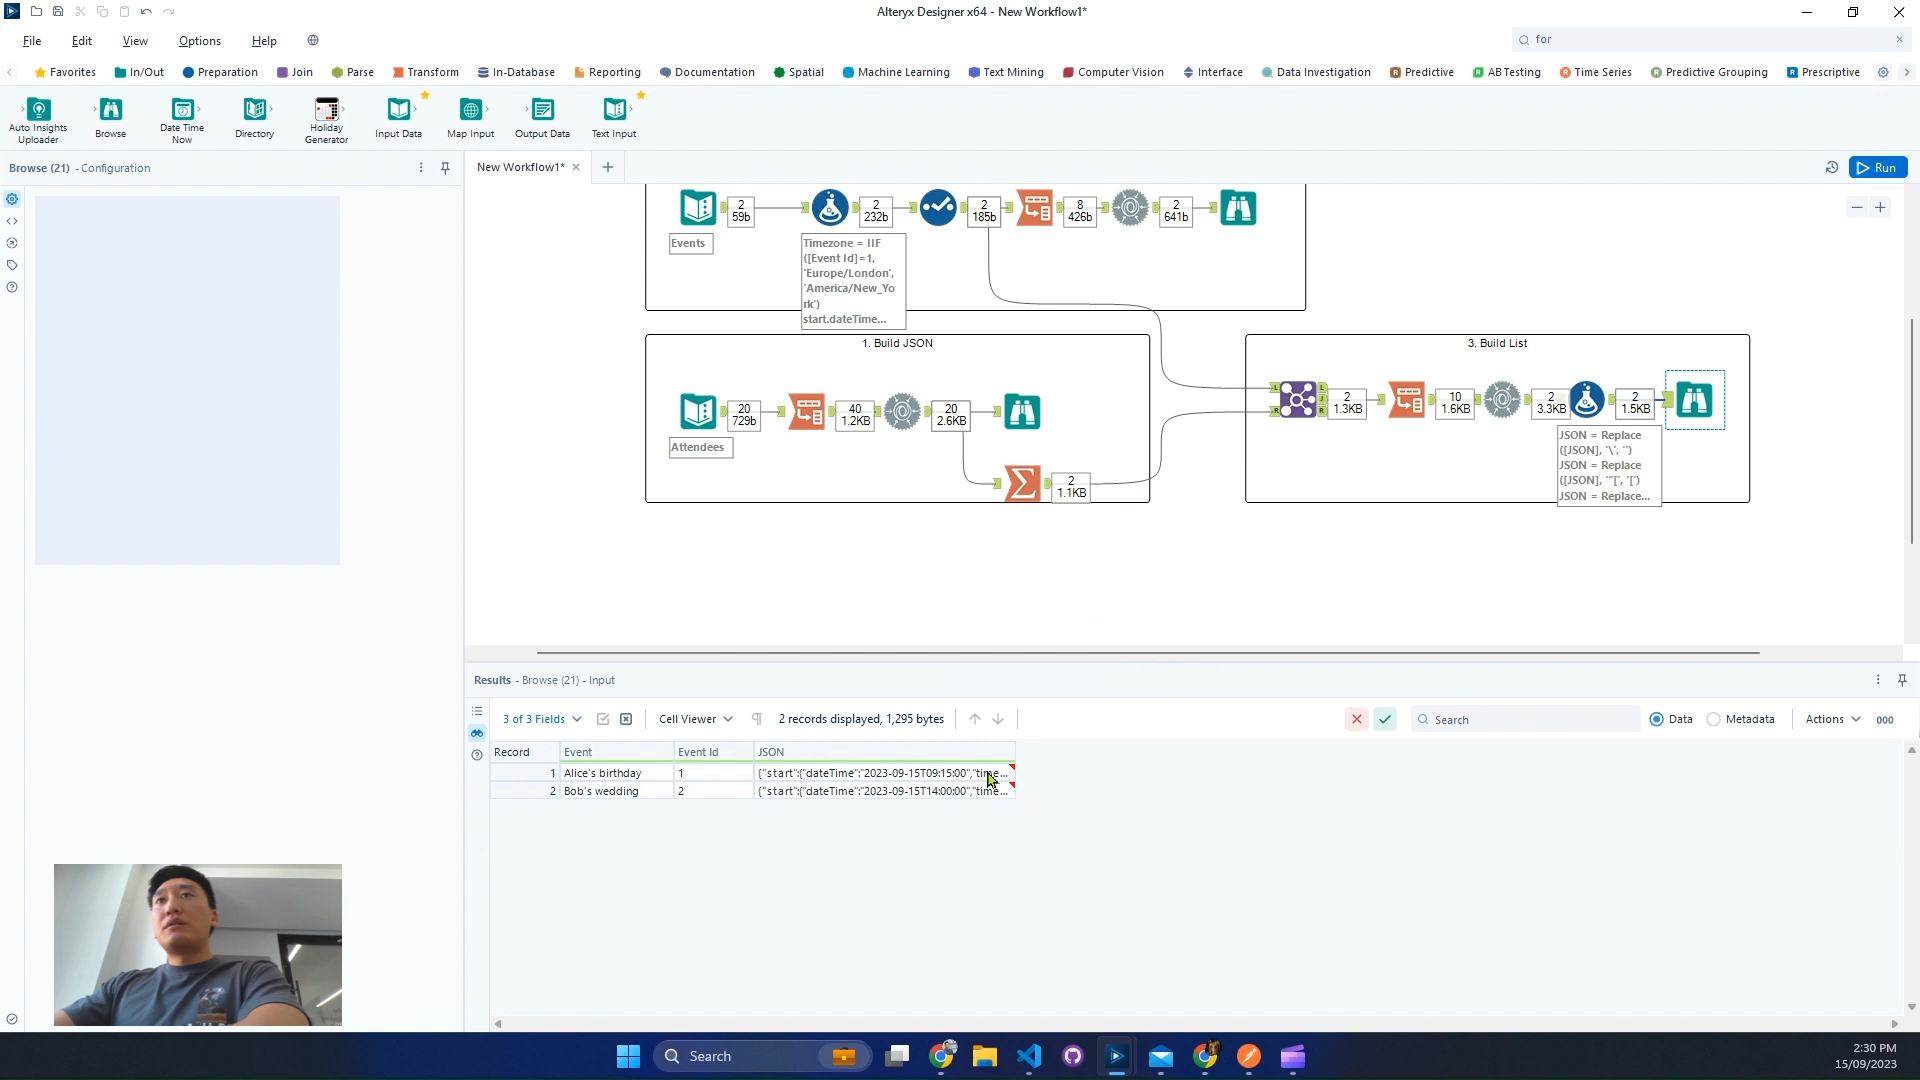 Alteryx Designer x64 - New Workflow1*
File Edit View Options Help
for
Favorites In/Out Preparation Join Parse Transform In-Database Reporting Documentation Spatial Machine Learning Text Mining Computer Vision Interface Data Investigation Predictive AB Testing Time Series Predictive Grouping Prescriptive
Auto Insights Uploader
Browse
Date Time Now
Directory
Holiday Generator
Input Data
Map Input
Output Data
Text Input
Browse (21) - Configuration
New Workflow1*
Run
2
59b
2
232b
2
185b
8
426b
2
641b
Events
Timezone = IIF
([Event Id]=1,
'Europe/London',
'America/New_Yo
rk')
start.dateTime...
1. Build JSON
20
729b
40
1.2KB
20
2.6KB
Attendees
2
1.1KB
3. Build List
L
R
L
J
R
2
1.3KB
10
1.6KB
2
3.3KB
2
1.5KB
JSON = Replace
([JSON], '\', '')
JSON = Replace
([JSON], '"[', '[')
JSON = Replace...
Results - Browse (21) - Input
3 of 3 Fields Cell Viewer 2 records displayed, 1,295 bytes Search Data Metadata Actions 000
Record Event Event Id JSON
1 Alice's birthday 1 {"start":{"dateTime":"2023-09-15T09:15:00","time...
2 Bob's wedding 2 {"start":{"dateTime":"2023-09-15T14:00:00","time...
Search
2:30 PM
15/09/2023